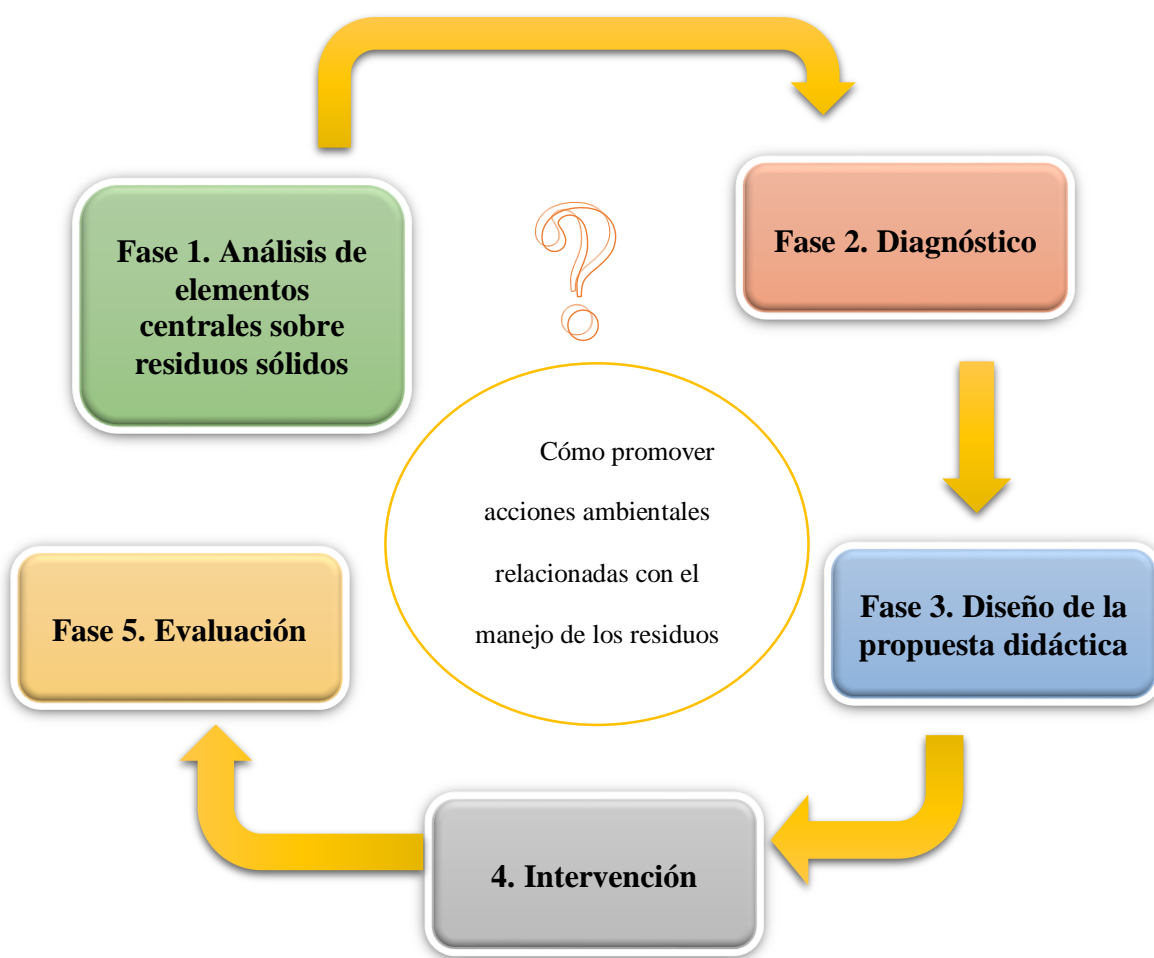 Fase 1. Análisis de
elementos
centrales sobre
residuos sólidos
?
Fase 2. Diagnóstico
Cómo promover
acciones ambientales
relacionadas con el
manejo de los residuos
Fase 3. Diseño de la
propuesta didáctica
4. Intervención
Fase 5. Evaluación